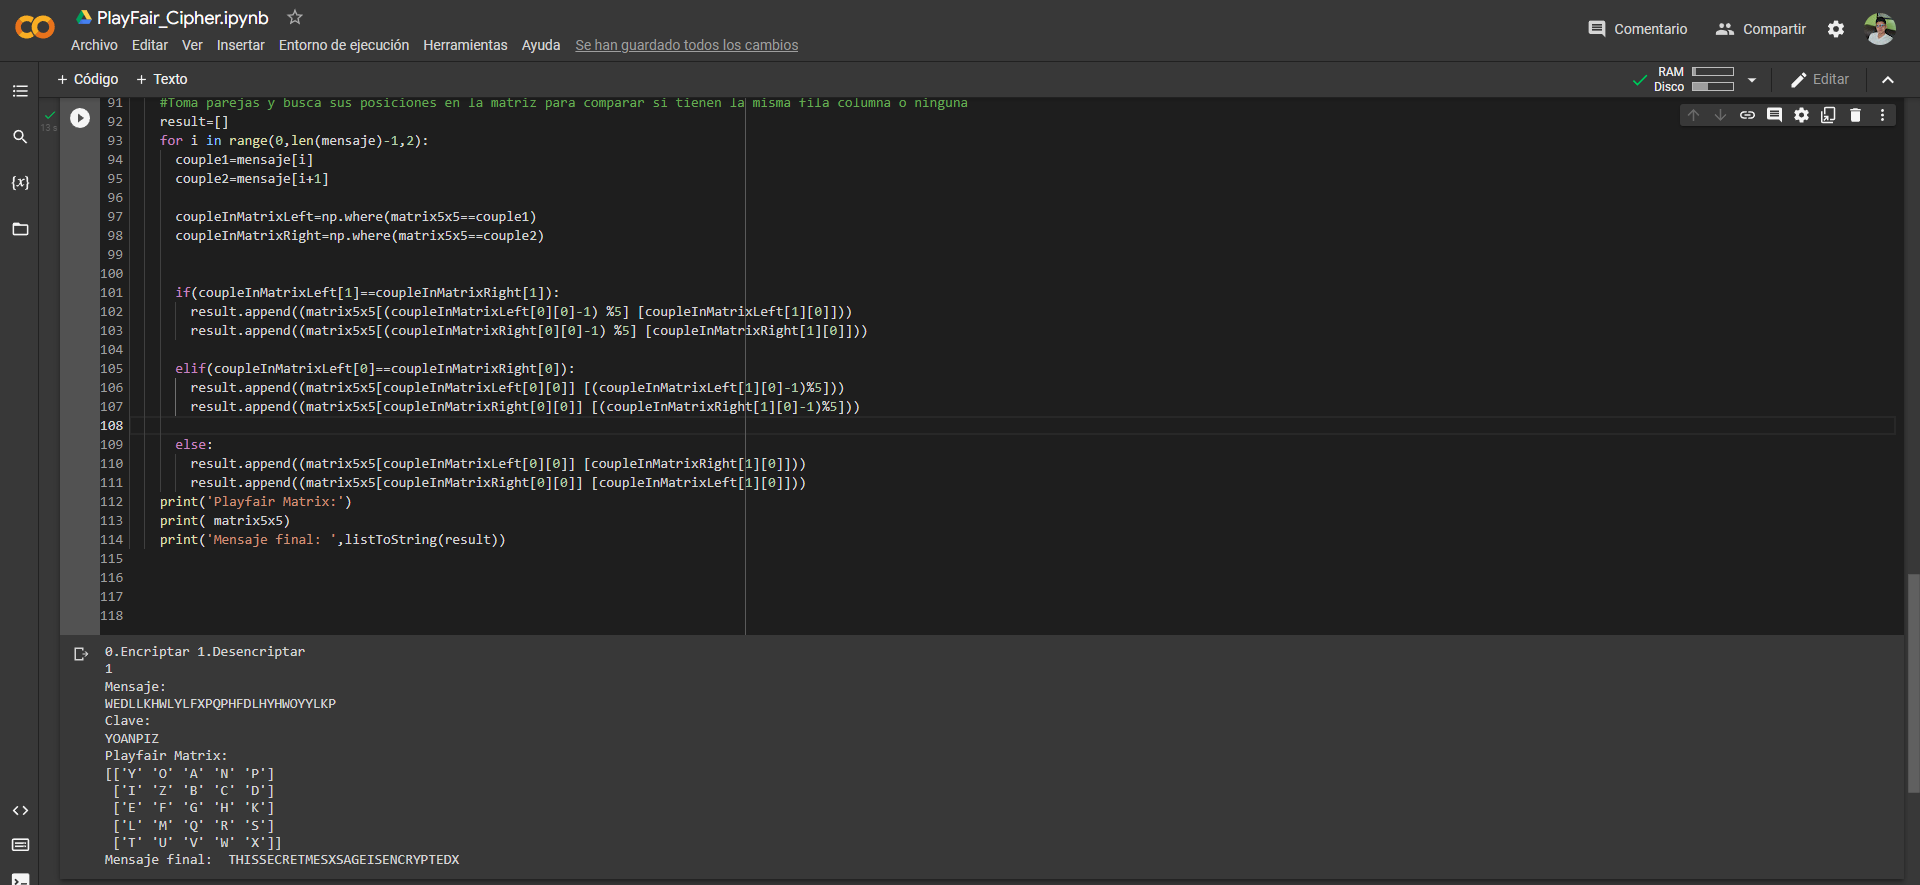 PlayFair_Cipher.ipynb
Archivo Editar Ver Insertar Entorno de ejecución Herramientas Ayuda Se han guardado todos los cambios
Comentario Compartir
+ Código + Texto
RAM
Disco
Editar
13 s
91 #Toma parejas y busca sus posiciones en la matriz para comparar si tienen la misma fila columna o ninguna
92 result=[]
93 for i in range(0,len(mensaje)-1,2):
94 couple1=mensaje[i]
95 couple2=mensaje[i+1]
96
97 coupleInMatrixLeft=np.where(matrix5x5==couple1)
98 coupleInMatrixRight=np.where(matrix5x5==couple2)
99
100
101 if(coupleInMatrixLeft[1]==coupleInMatrixRight[1]):
102 result.append((matrix5x5[(coupleInMatrixLeft[0][0]-1) %5] [coupleInMatrixLeft[1][0]]))
103 result.append((matrix5x5[(coupleInMatrixRight[0][0]-1) %5] [coupleInMatrixRight[1][0]]))
104
105 elif(coupleInMatrixLeft[0]==coupleInMatrixRight[0]):
106 result.append((matrix5x5[coupleInMatrixLeft[0][0]] [(coupleInMatrixLeft[1][0]-1)%5]))
107 result.append((matrix5x5[coupleInMatrixRight[0][0]] [(coupleInMatrixRight[1][0]-1)%5]))
108
109 else:
110 result.append((matrix5x5[coupleInMatrixLeft[0][0]] [coupleInMatrixRight[1][0]]))
111 result.append((matrix5x5[coupleInMatrixRight[0][0]] [coupleInMatrixLeft[1][0]]))
112 print('Playfair Matrix:')
113 print( matrix5x5)
114 print('Mensaje final: ',listToString(result))
115
116
117
118
0.Encriptar 1.Desencriptar
1
Mensaje:
WEDLLKHWLYLFXPQPHFDLHYHWOYYLKP
Clave:
YOANPIZ
Playfair Matrix:
[['Y' 'O' 'A' 'N' 'P']
['I' 'Z' 'B' 'C' 'D']
['E' 'F' 'G' 'H' 'K']
['L' 'M' 'Q' 'R' 'S']
['T' 'U' 'V' 'W' 'X']]
Mensaje final:  THISSECRETMESXSAGEISENCRYPTEDX